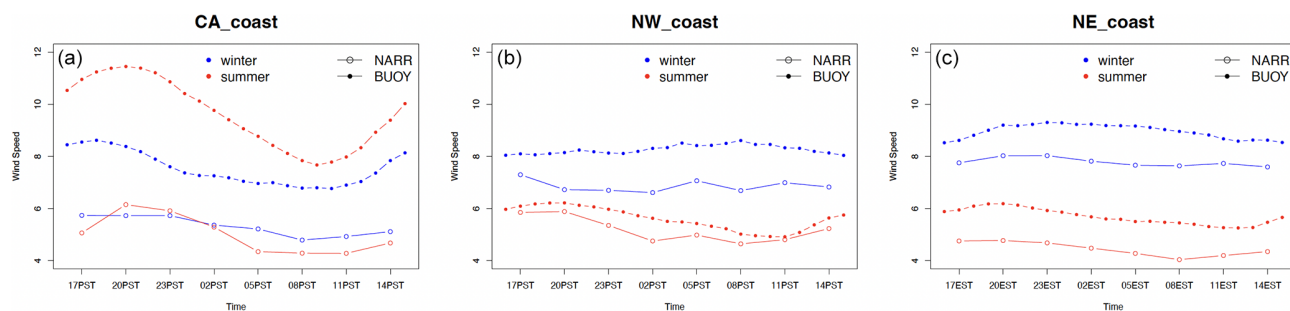 CA_coast
(a)
winter
summer
NARR
BUOY
Wind Speed
12
10
8
6
4
17PST 20PST 23PST 02PST 05PST 08PST 11PST 14PST
Time
NW_coast
(b)
winter
summer
NARR
BUOY
Wind Speed
12
10
8
6
4
17PST 20PST 23PST 02PST 05PST 08PST 11PST 14PST
Time
NE_coast
(c)
winter
summer
NARR
BUOY
Wind Speed
12
10
8
6
4
17EST 20EST 23EST 02EST 05EST 08EST 11EST 14EST
Time